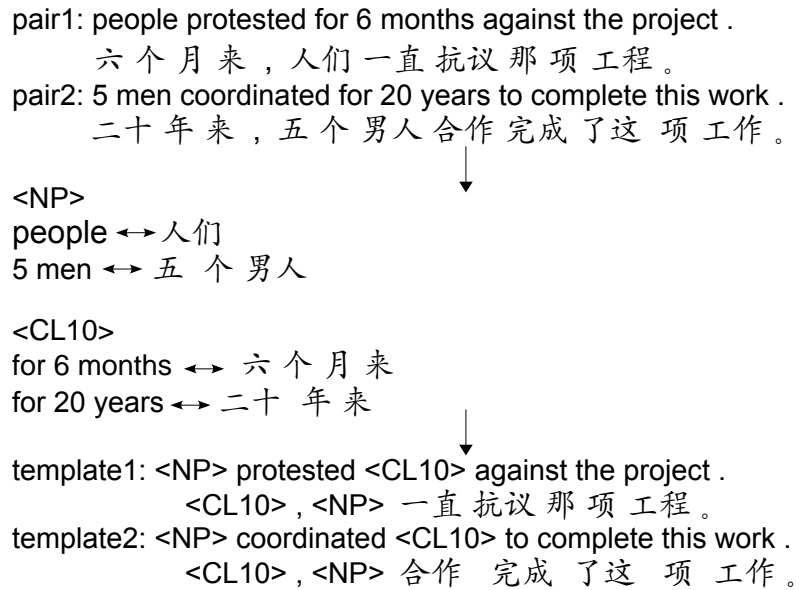 pair1: people protested for 6 months against the project .
六 个 月 来 , 人们 一直 抗议 那 项 工程 。
pair2: 5 men coordinated for 20 years to complete this work .
二十 年 来 , 五 个 男人 合作 完成 了这 项 工作 。
<NP>
people ↔ 人们
5 men ↔ 五 个 男人
<CL10>
for 6 months ↔ 六 个 月 来
for 20 years ↔ 二十 年 来
template1: <NP> protested <CL10> against the project .
<CL10> , <NP> 一直 抗议 那 项 工程 。
template2: <NP> coordinated <CL10> to complete this work .
<CL10> , <NP> 合作 完成 了这 项 工作 。